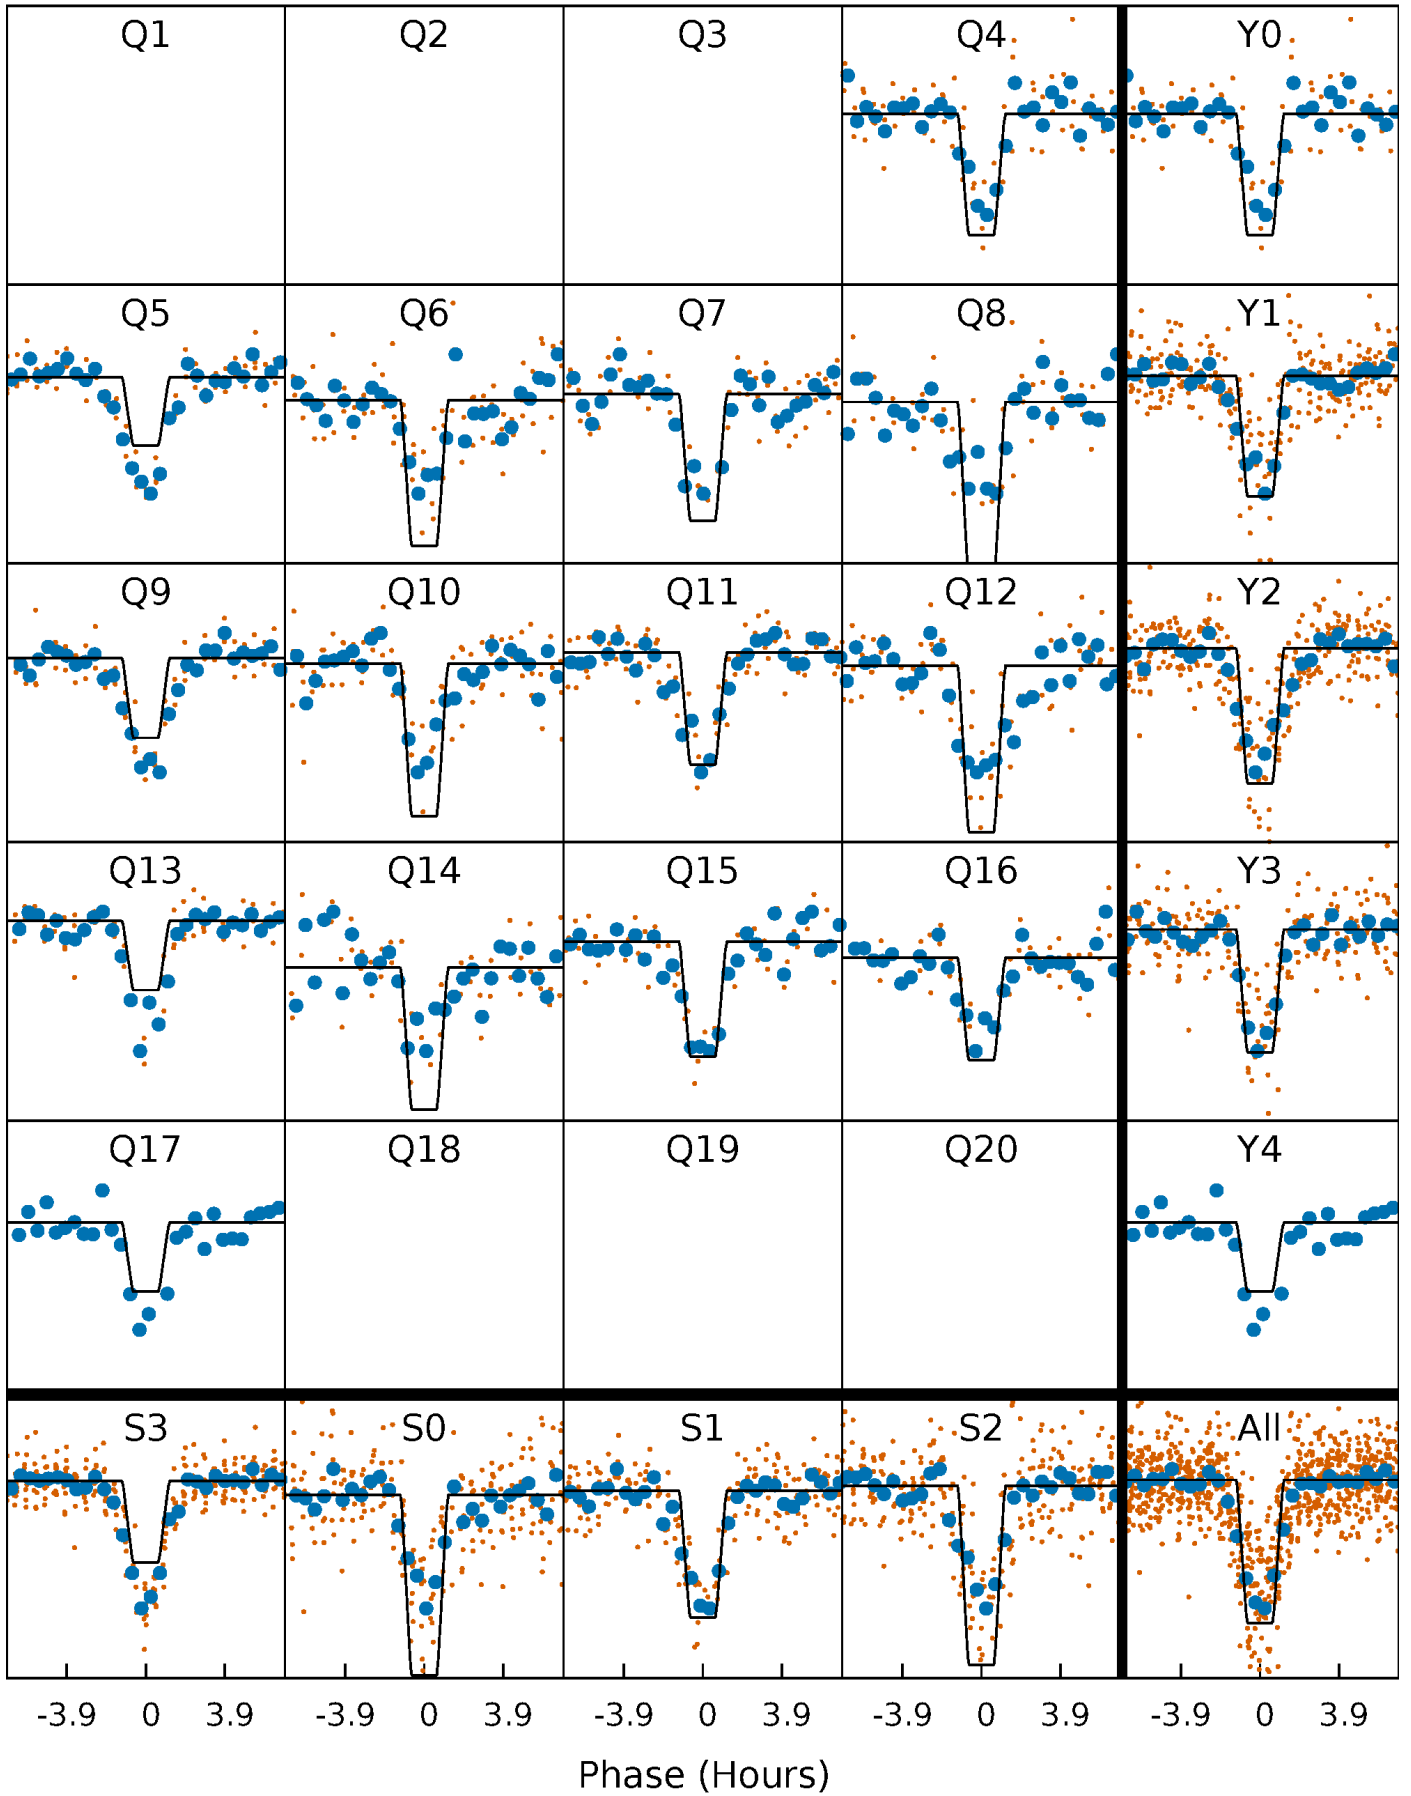 Q1 Q2 Q3 Q4 Y0
Q5 Q6 Q7 Q8 Y1
Q9 Q10 Q11 Q12 Y2
Q13 Q14 Q15 Q16 Y3
Q17 Q18 Q19 Q20 Y4
S3 S0 S1 S2 All
-3.9 0 3.9 -3.9 0 3.9 -3.9 0 3.9 -3.9 0 3.9 -3.9 0 3.9
Phase (Hours)